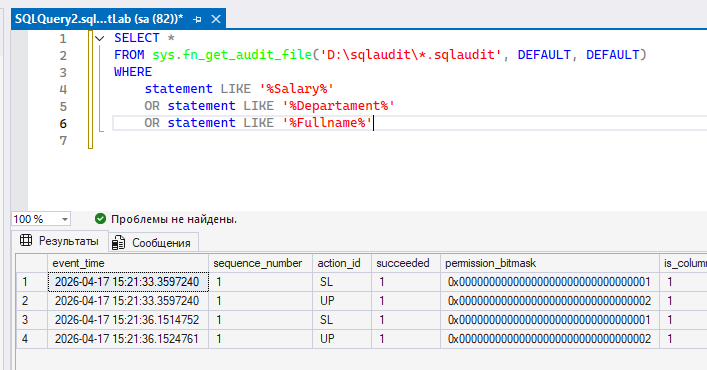 SQLQuery2.sql...tLab (sa (82))*
1 SELECT *
2 FROM sys.fn_get_audit_file('D:\sqlaudit\*.sqlaudit', DEFAULT, DEFAULT)
3 WHERE
4 statement LIKE '%Salary%'
5 OR statement LIKE '%Departament%'
6 OR statement LIKE '%Fullname%'
7
100 % Проблемы не найдены.
Результаты Сообщения
event_time sequence_number action_id succeeded permission_bitmask is_colum
1 2026-04-17 15:21:33.3597240 1 SL 1 0x00000000000000000000000000000001 1
2 2026-04-17 15:21:33.3597240 1 UP 1 0x00000000000000000000000000000002 1
3 2026-04-17 15:21:36.1514752 1 SL 1 0x00000000000000000000000000000001 1
4 2026-04-17 15:21:36.1524761 1 UP 1 0x00000000000000000000000000000002 1